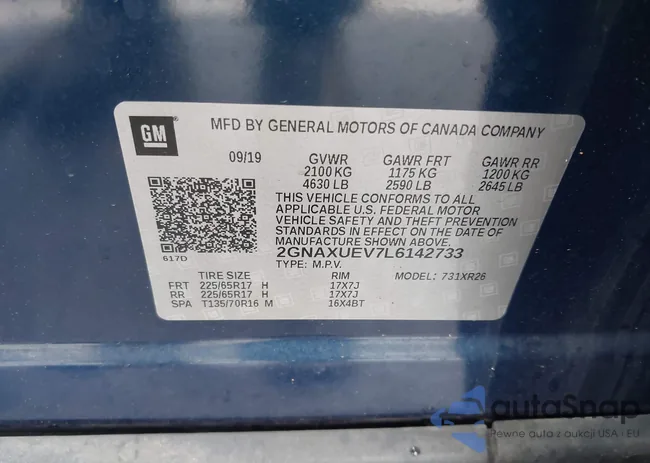 GM
MFD BY GENERAL MOTORS OF CANADA COMPANY
09/19 GVWR GAWR FRT GAWR RR
2100 KG 1175 KG 1200 KG
4630 LB 2590 LB 2645 LB
THIS VEHICLE CONFORMS TO ALL
APPLICABLE U.S. FEDERAL MOTOR
VEHICLE SAFETY AND THEFT PREVENTION
STANDARDS IN EFFECT ON THE DATE OF
MANUFACTURE SHOWN ABOVE.
617D 2GNAXUEV7L6142733
TYPE: M.P.V. MODEL: 731XR26
TIRE SIZE RIM
FRT 225/65R17 H 17X7J
RR 225/65R17 H 17X7J
SPA T135/70R16 M 16X4BT
autoSnap
Pewne auto z aukcji USA i EU